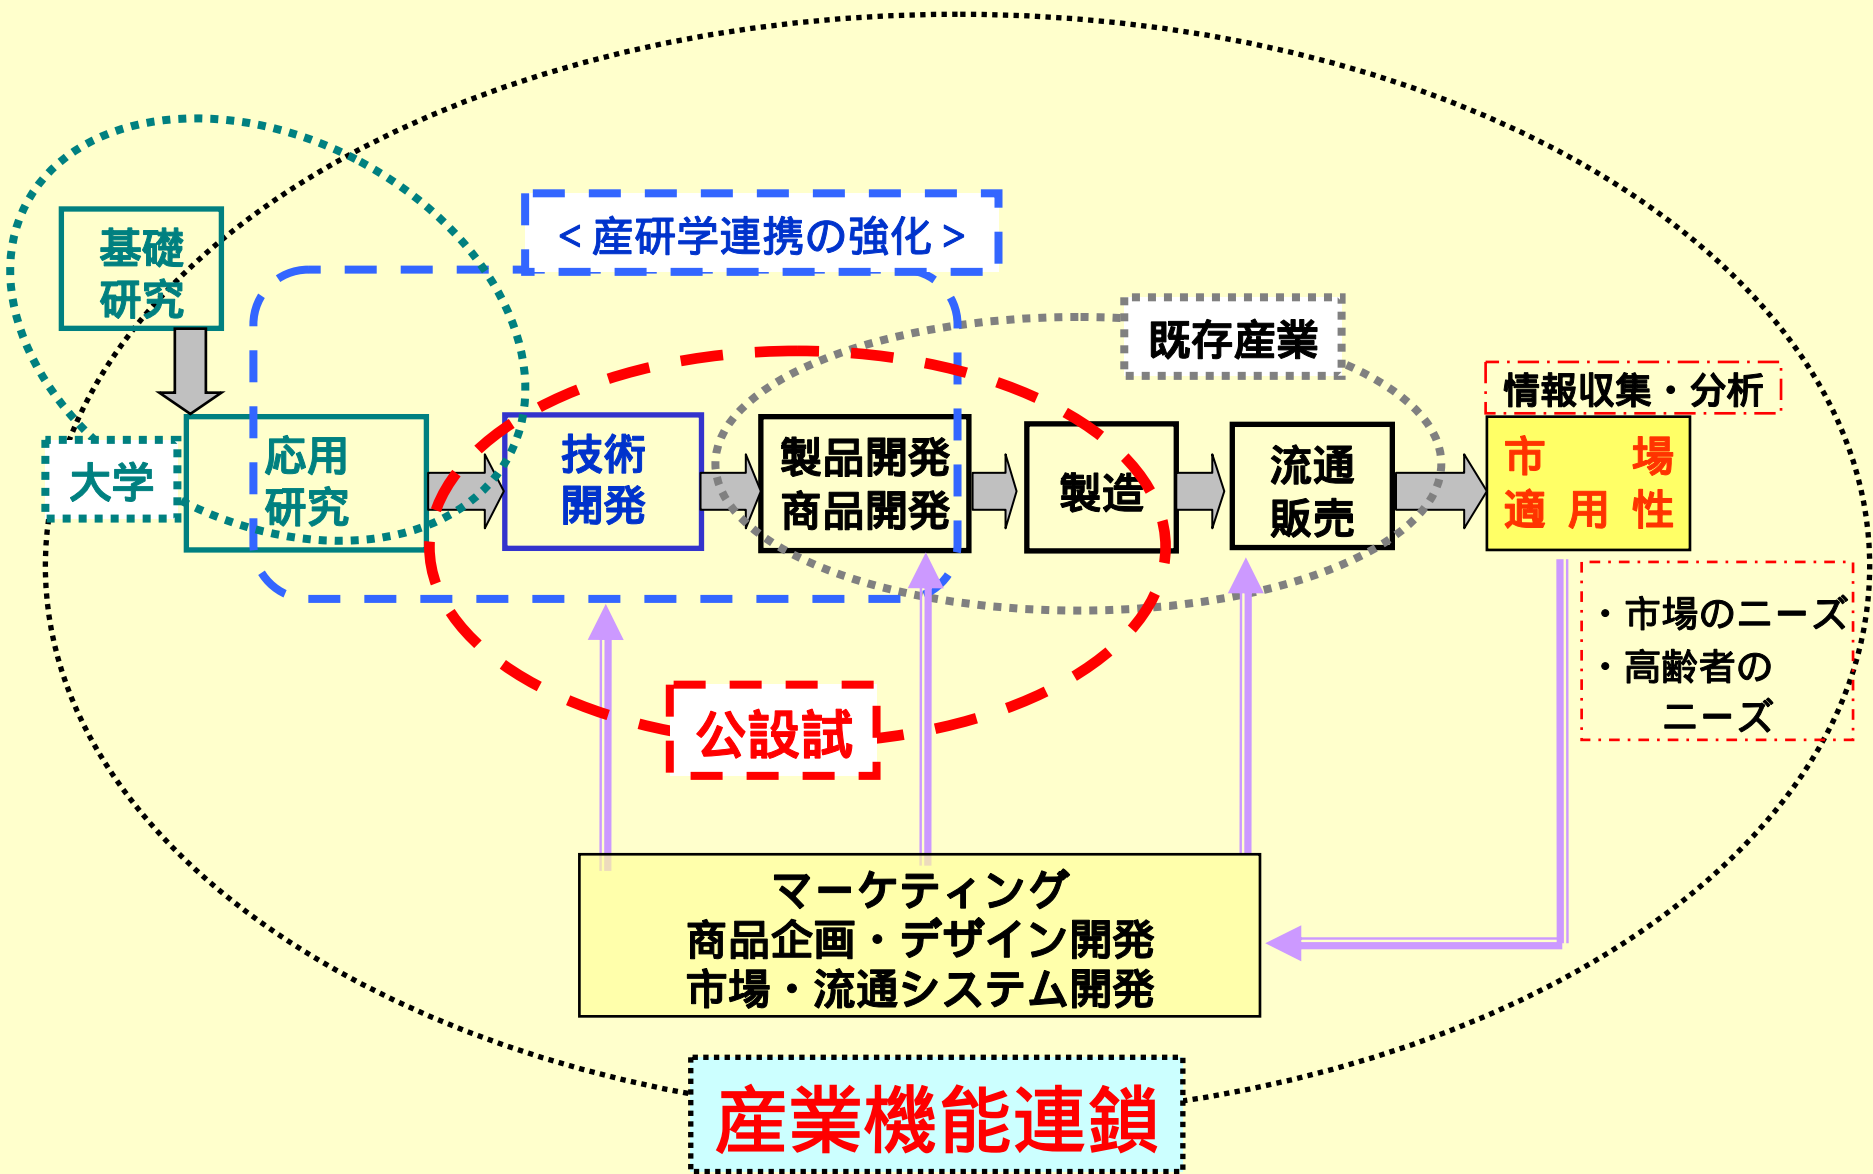 <産研学連携の強化>
基礎
研究
既存産業
情報収集・分析
大学
応用
研究
技術
開発
製品開発
商品開発
製造
流通
販売
市 場
適 用 性
・市場のニーズ
・高齢者の
ニーズ
公設試
マーケティング
商品企画・デザイン開発
市場・流通システム開発
産業機能連鎖